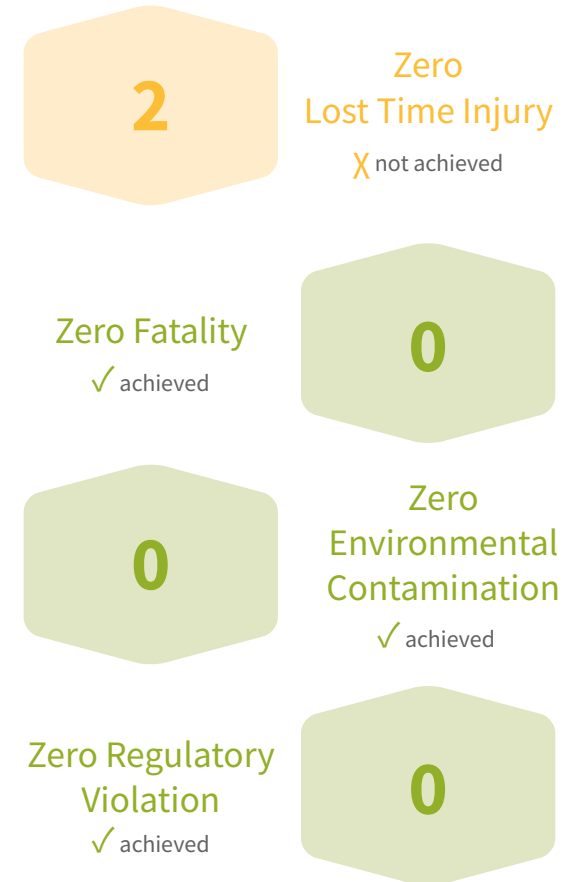 2
Zero
Lost Time Injury
X not achieved
Zero Fatality
✓ achieved
0
0
Zero
Environmental
Contamination
✓ achieved
Zero Regulatory
Violation
✓ achieved
0